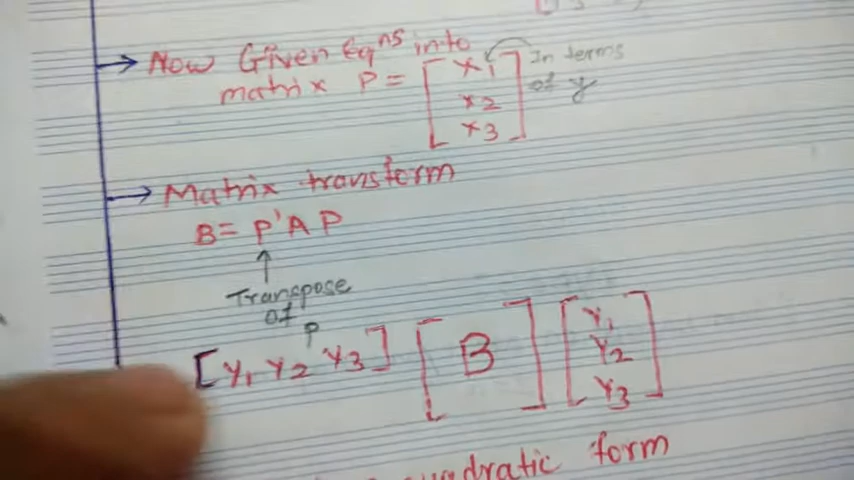 → Now Given Eqns into
matrix P = [ x1 x2 x3 ] In terms of y
→ Matrix transform
B = P'A P
Transpose
of P
[Y1 Y2 Y3] [ B ] [ Y1 Y2 Y3 ]
quadratic form